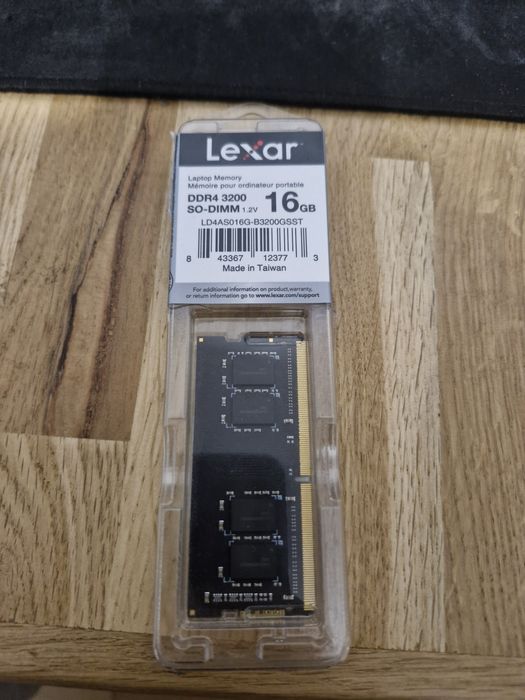 Lexar
Laptop Memory
Mémoire pour ordinateur portable
DDR4 3200
SO-DIMM 1.2V 16GB
LD4AS016G-B3200GSST
8 43367 12377 3
Made in Taiwan
For additional information on product, warranty,
or return information go to www.lexar.com/support